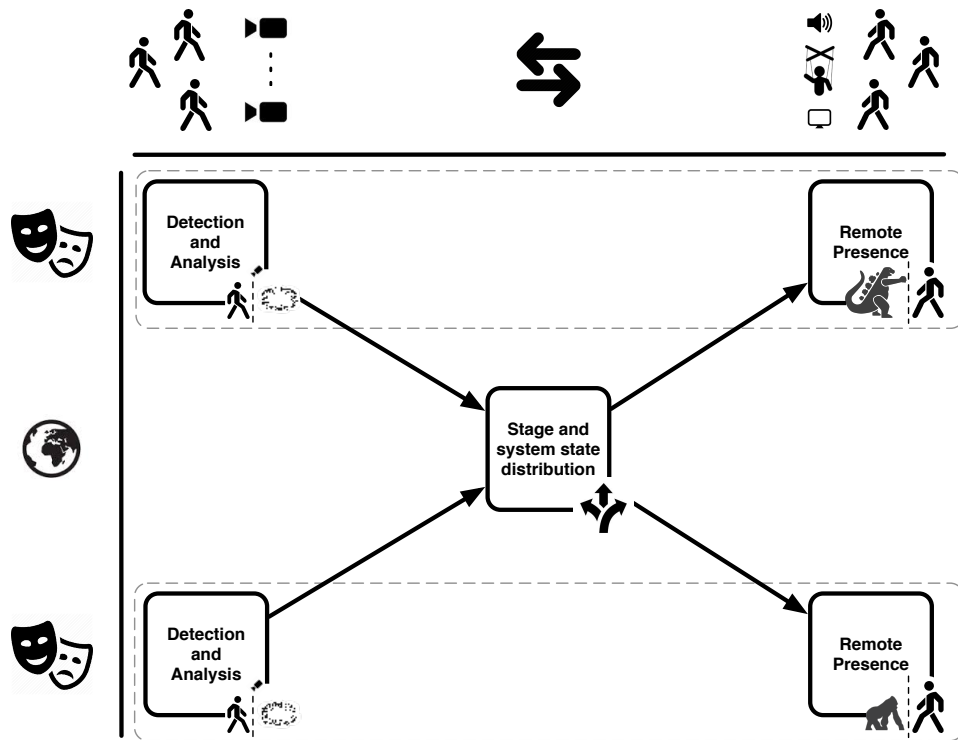 Detection
and
Analysis
Remote
Presence
Stage and
system state
distribution
Detection
and
Analysis
Remote
Presence